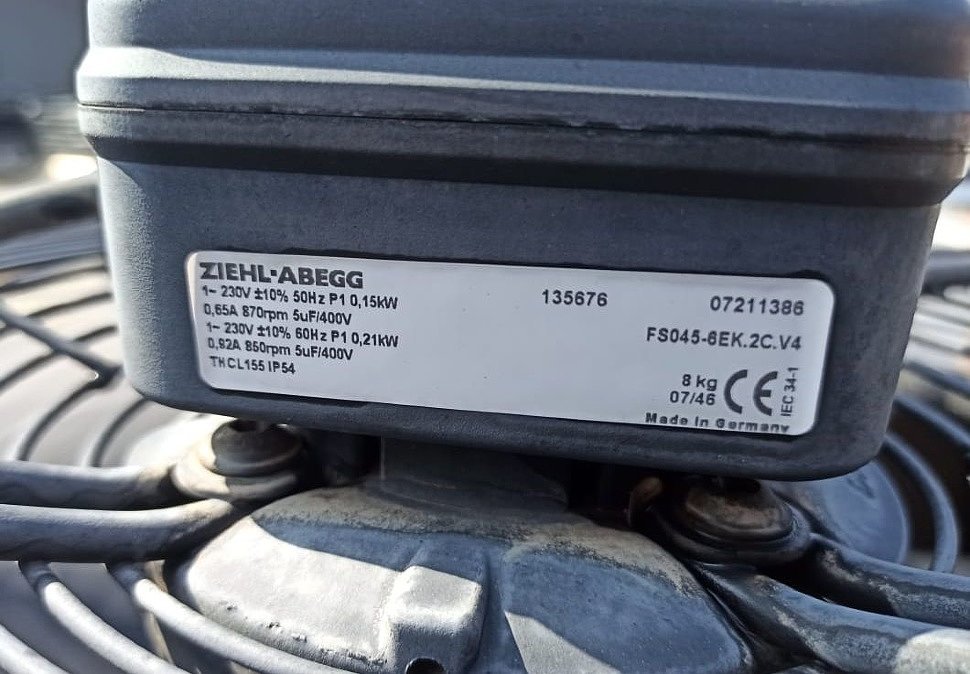 ZIEHL-ABEGG
1~ 230V ±10% 50Hz P1 0,15kW
0,65A 870rpm 5uF/400V
1~ 230V ±10% 60Hz P1 0,21kW
0,92A 850rpm 5uF/400V
THCL155 IP54
135676
07211386
FS045-6EK.2C.V4
8 kg
07/46
CE
IEC 34-1
Made in Germany